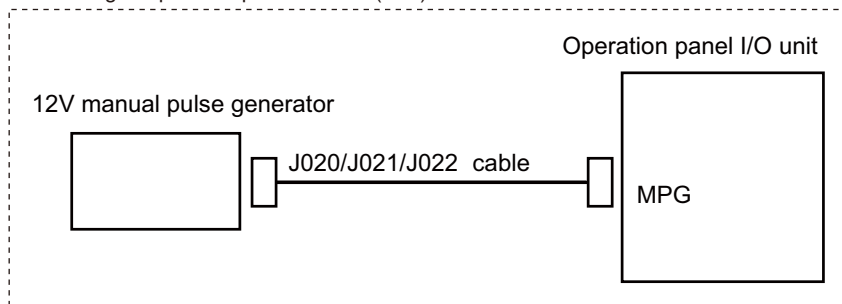 Operation panel I/O unit
12V manual pulse generator
J020/J021/J022 cable
MPG